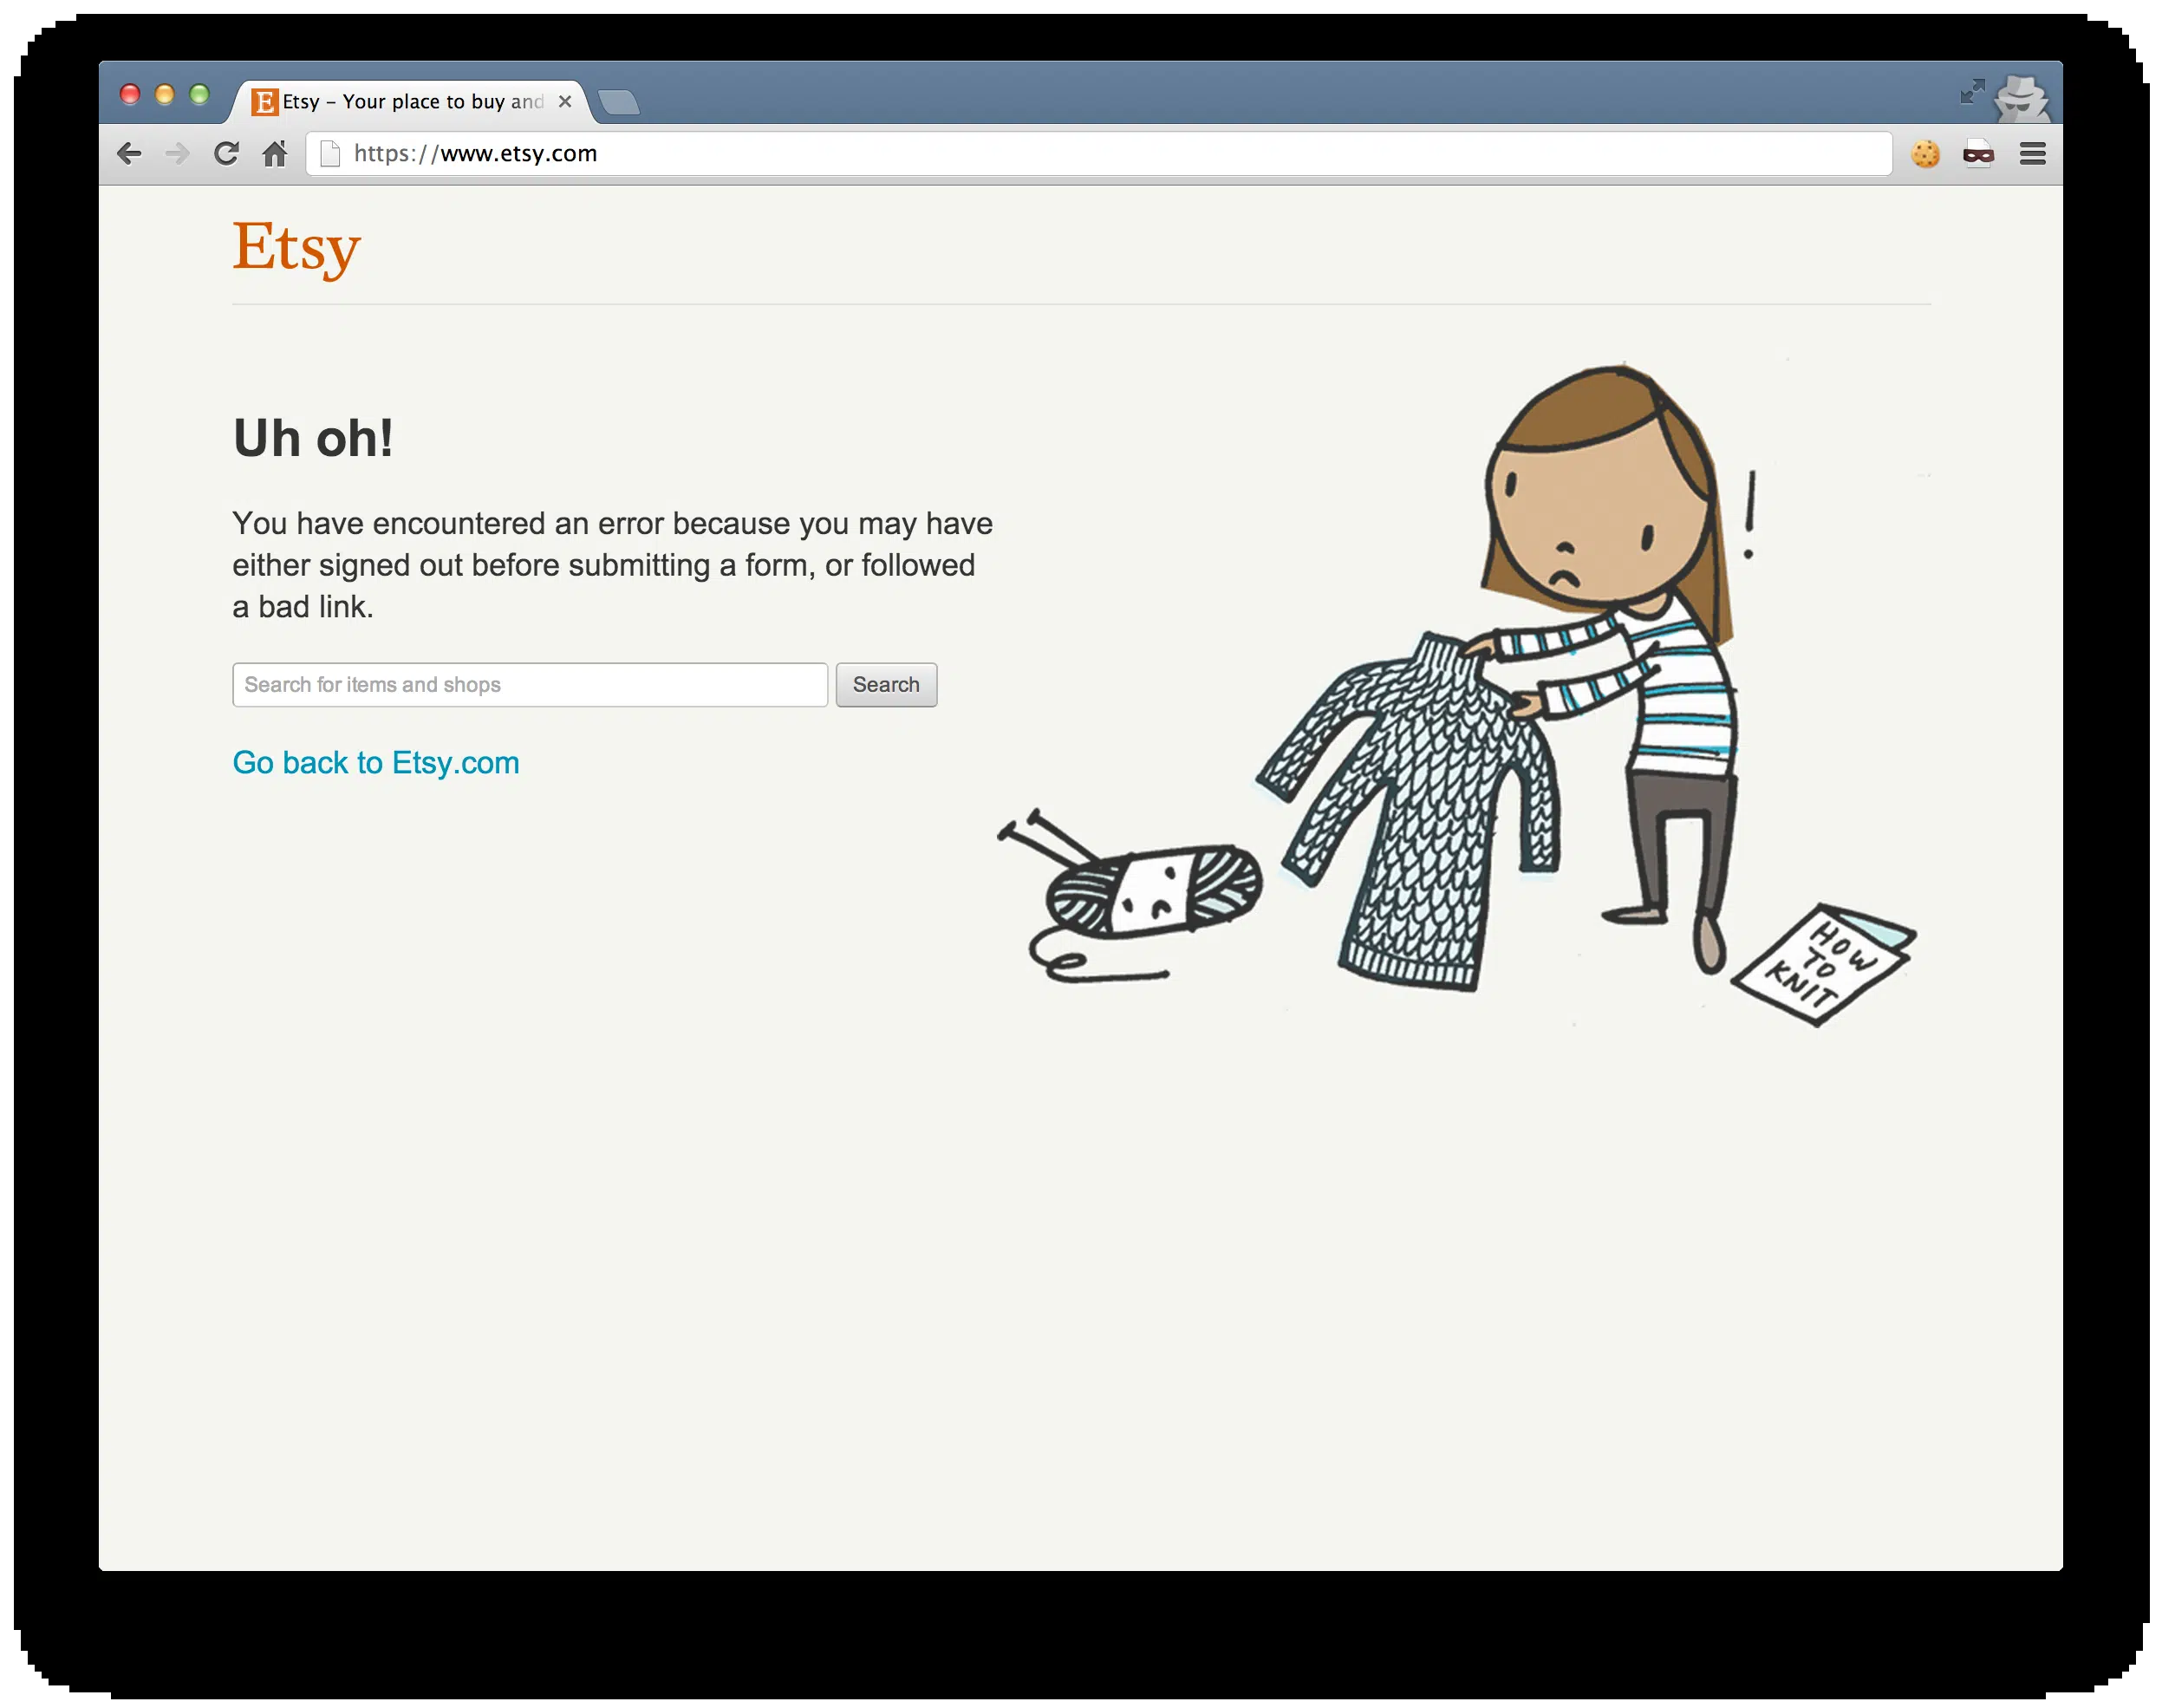 E Etsy – Your place to buy and
https://www.etsy.com
Etsy
Uh oh!
You have encountered an error because you may have
either signed out before submitting a form, or followed
a bad link.
Search for items and shops
Search
Go back to Etsy.com
!
HOW
TO
KNIT